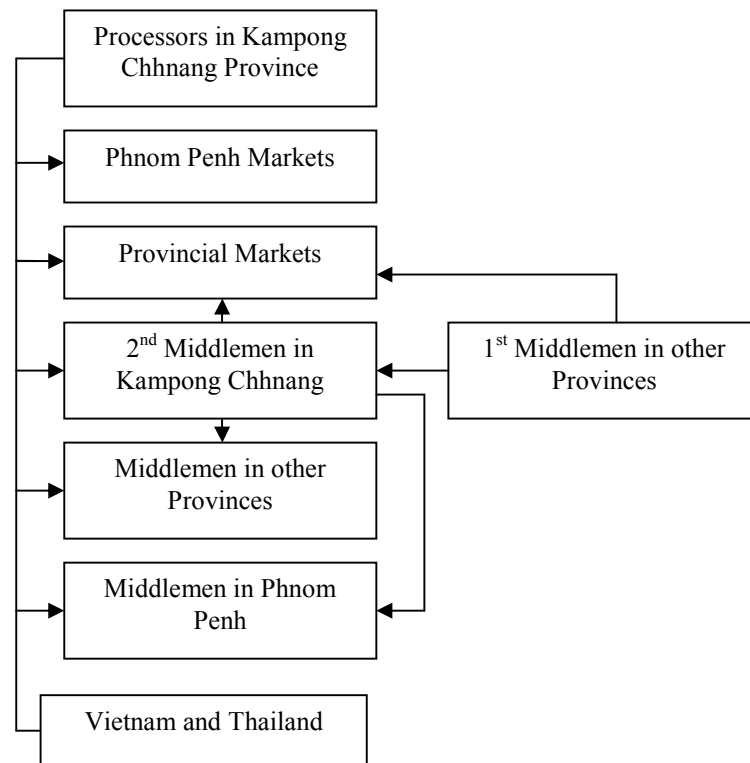 Processors in Kampong
Chhnang Province
Phnom Penh Markets
Provincial Markets
2nd Middlemen in
Kampong Chhnang
1st Middlemen in other
Provinces
Middlemen in other
Provinces
Middlemen in Phnom
Penh
Vietnam and Thailand